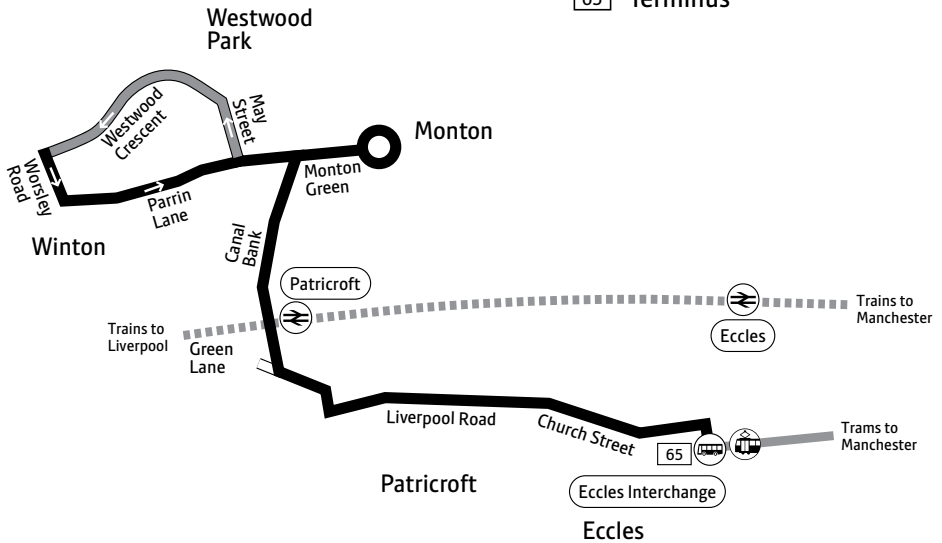 65 Terminus
Westwood
Park
May
Street
Westwood
Crescent
Monton
Monton
Green
Worsley
Road
Parrin
Lane
Winton
Canal
Bank
Patricroft
Trains to
Liverpool
Green
Lane
Trains to
Manchester
Eccles
Liverpool Road
Church Street
65
Trams to
Manchester
Patricroft
Eccles Interchange
Eccles